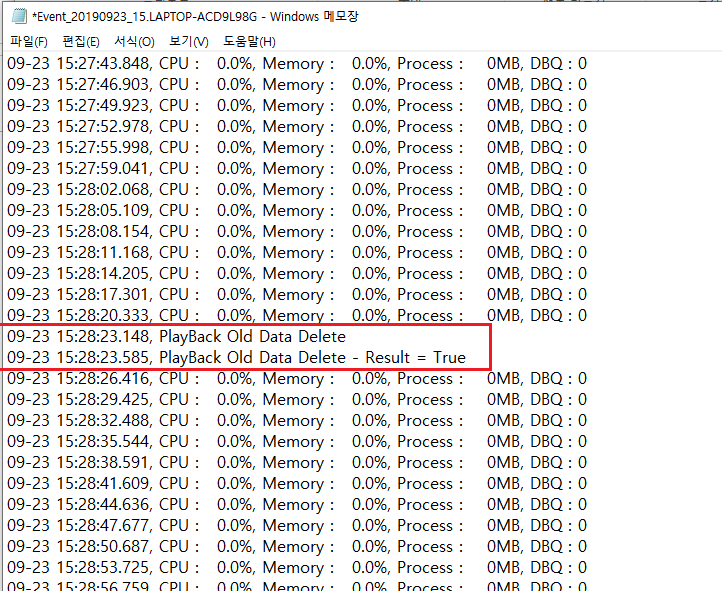 *Event_20190923_15.LAPTOP-ACD9L98G - Windows 메모장
파일(F) 편집(E) 서식(O) 보기(V) 도움말(H)
09-23 15:27:43.848, CPU : 0.0%, Memory : 0.0%, Process : 0MB, DBQ : 0
09-23 15:27:46.903, CPU : 0.0%, Memory : 0.0%, Process : 0MB, DBQ : 0
09-23 15:27:49.923, CPU : 0.0%, Memory : 0.0%, Process : 0MB, DBQ : 0
09-23 15:27:52.978, CPU : 0.0%, Memory : 0.0%, Process : 0MB, DBQ : 0
09-23 15:27:55.998, CPU : 0.0%, Memory : 0.0%, Process : 0MB, DBQ : 0
09-23 15:27:59.041, CPU : 0.0%, Memory : 0.0%, Process : 0MB, DBQ : 0
09-23 15:28:02.068, CPU : 0.0%, Memory : 0.0%, Process : 0MB, DBQ : 0
09-23 15:28:05.109, CPU : 0.0%, Memory : 0.0%, Process : 0MB, DBQ : 0
09-23 15:28:08.154, CPU : 0.0%, Memory : 0.0%, Process : 0MB, DBQ : 0
09-23 15:28:11.168, CPU : 0.0%, Memory : 0.0%, Process : 0MB, DBQ : 0
09-23 15:28:14.205, CPU : 0.0%, Memory : 0.0%, Process : 0MB, DBQ : 0
09-23 15:28:17.301, CPU : 0.0%, Memory : 0.0%, Process : 0MB, DBQ : 0
09-23 15:28:20.333, CPU : 0.0%, Memory : 0.0%, Process : 0MB, DBQ : 0
09-23 15:28:23.148, PlayBack Old Data Delete
09-23 15:28:23.585, PlayBack Old Data Delete - Result = True
09-23 15:28:26.416, CPU : 0.0%, Memory : 0.0%, Process : 0MB, DBQ : 0
09-23 15:28:29.425, CPU : 0.0%, Memory : 0.0%, Process : 0MB, DBQ : 0
09-23 15:28:32.488, CPU : 0.0%, Memory : 0.0%, Process : 0MB, DBQ : 0
09-23 15:28:35.544, CPU : 0.0%, Memory : 0.0%, Process : 0MB, DBQ : 0
09-23 15:28:38.591, CPU : 0.0%, Memory : 0.0%, Process : 0MB, DBQ : 0
09-23 15:28:41.609, CPU : 0.0%, Memory : 0.0%, Process : 0MB, DBQ : 0
09-23 15:28:44.636, CPU : 0.0%, Memory : 0.0%, Process : 0MB, DBQ : 0
09-23 15:28:47.677, CPU : 0.0%, Memory : 0.0%, Process : 0MB, DBQ : 0
09-23 15:28:50.687, CPU : 0.0%, Memory : 0.0%, Process : 0MB, DBQ : 0
09-23 15:28:53.725, CPU : 0.0%, Memory : 0.0%, Process : 0MB, DBQ : 0
09-23 15:28:56.759, CPU : 0.0%, Memory : 0.0%, Process : 0MB, DBQ : 0